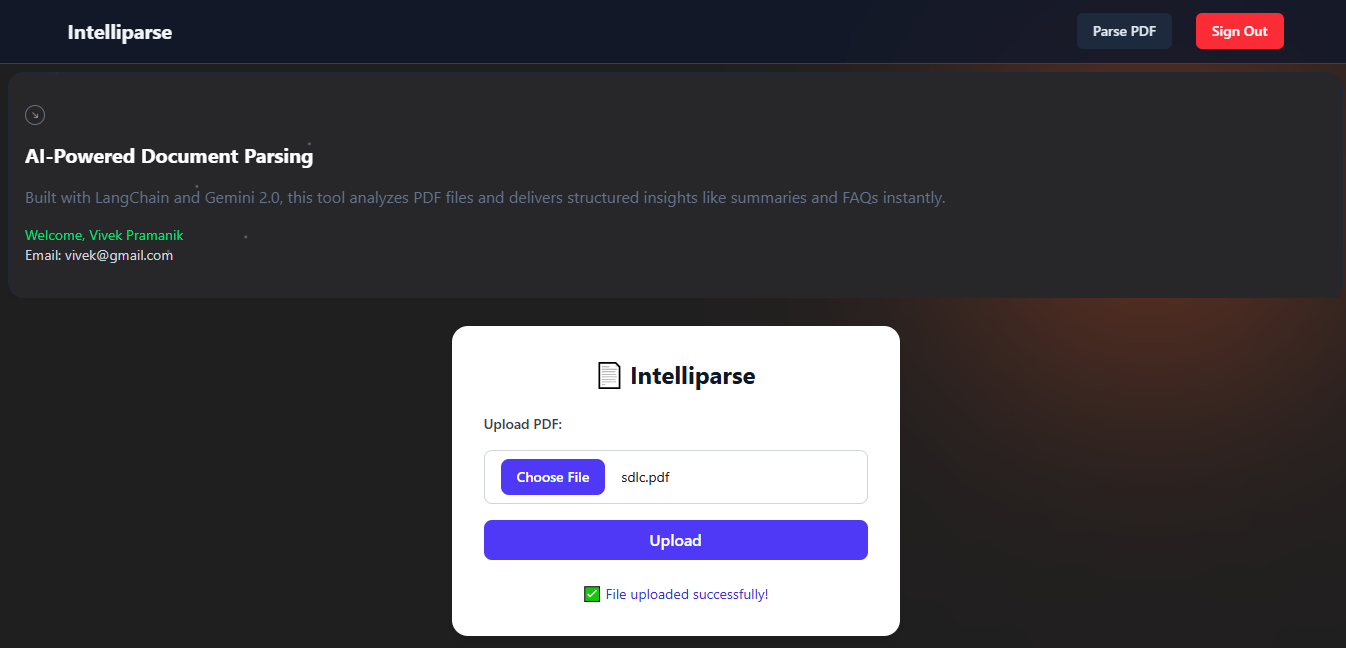 Intelliparse
Parse PDF
Sign Out
AI-Powered Document Parsing
Built with LangChain and Gemini 2.0, this tool analyzes PDF files and delivers structured insights like summaries and FAQs instantly.
Welcome, Vivek Pramanik
Email: vivek@gmail.com
Intelliparse
Upload PDF:
Choose File sdlc.pdf
Upload
File uploaded successfully!